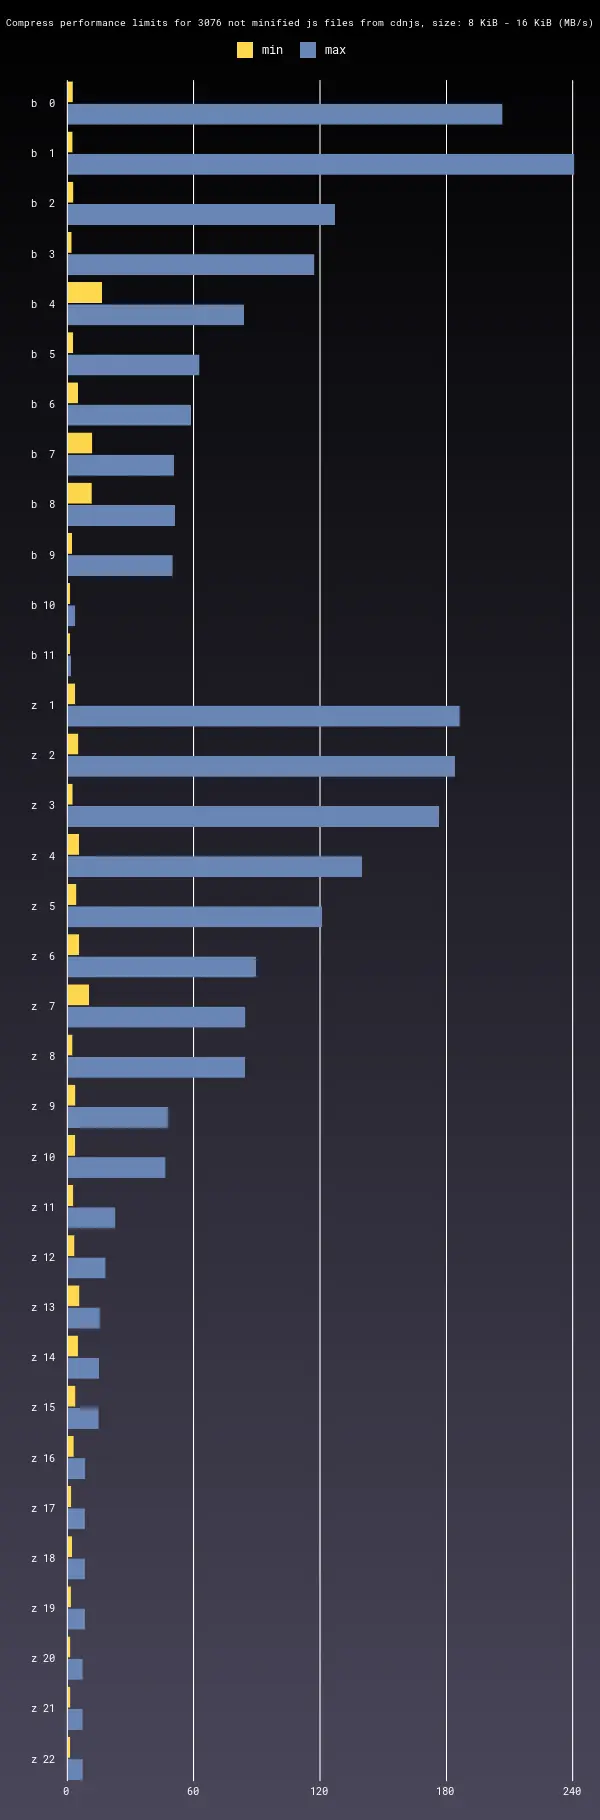 Compress performance limits for 3076 not minified js files from cdnjs, size: 8 KiB - 16 KiB (MB/s)
min max
b 0
b 1
b 2
b 3
b 4
b 5
b 6
b 7
b 8
b 9
b 10
b 11
z 1
z 2
z 3
z 4
z 5
z 6
z 7
z 8
z 9
z 10
z 11
z 12
z 13
z 14
z 15
z 16
z 17
z 18
z 19
z 20
z 21
z 22
0 60 120 180 240